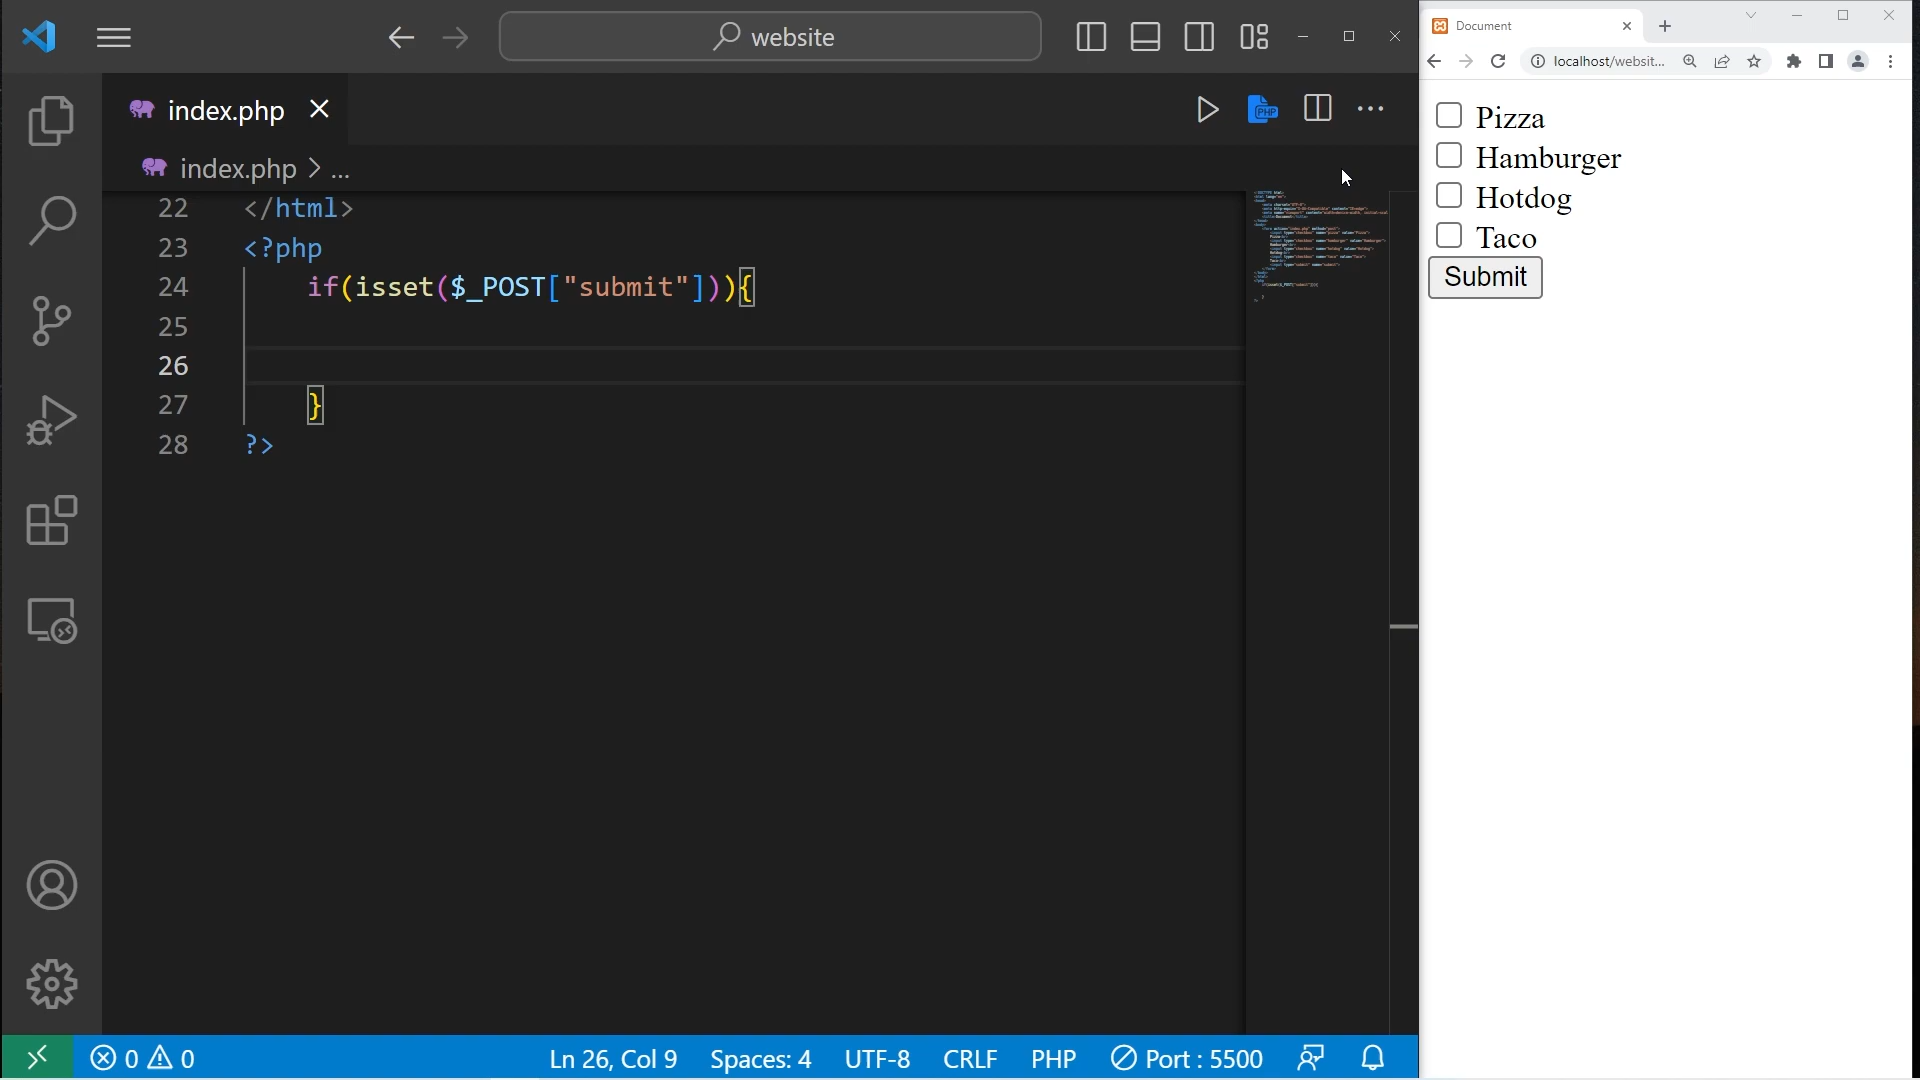 website
index.php
index.php > ...
22 </html>
23 <?php
24 if(isset($_POST["submit"])){
25
26
27 }
28 ?>
0 0
Ln 26, Col 9
Spaces: 4
UTF-8
CRLF
PHP
Port : 5500
Document
localhost/websit...
Pizza
Hamburger
Hotdog
Taco
Submit